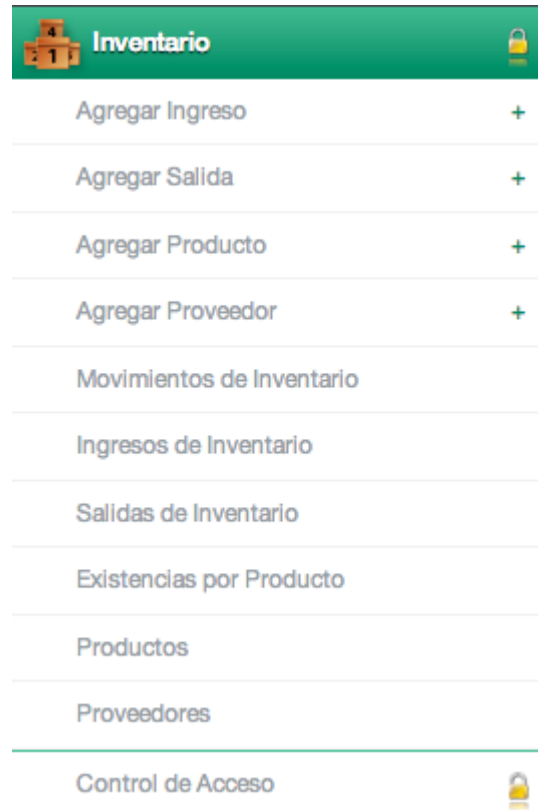 Inventario
Agregar Ingreso +
Agregar Salida +
Agregar Producto +
Agregar Proveedor +
Movimientos de Inventario
Ingresos de Inventario
Salidas de Inventario
Existencias por Producto
Productos
Proveedores
Control de Acceso